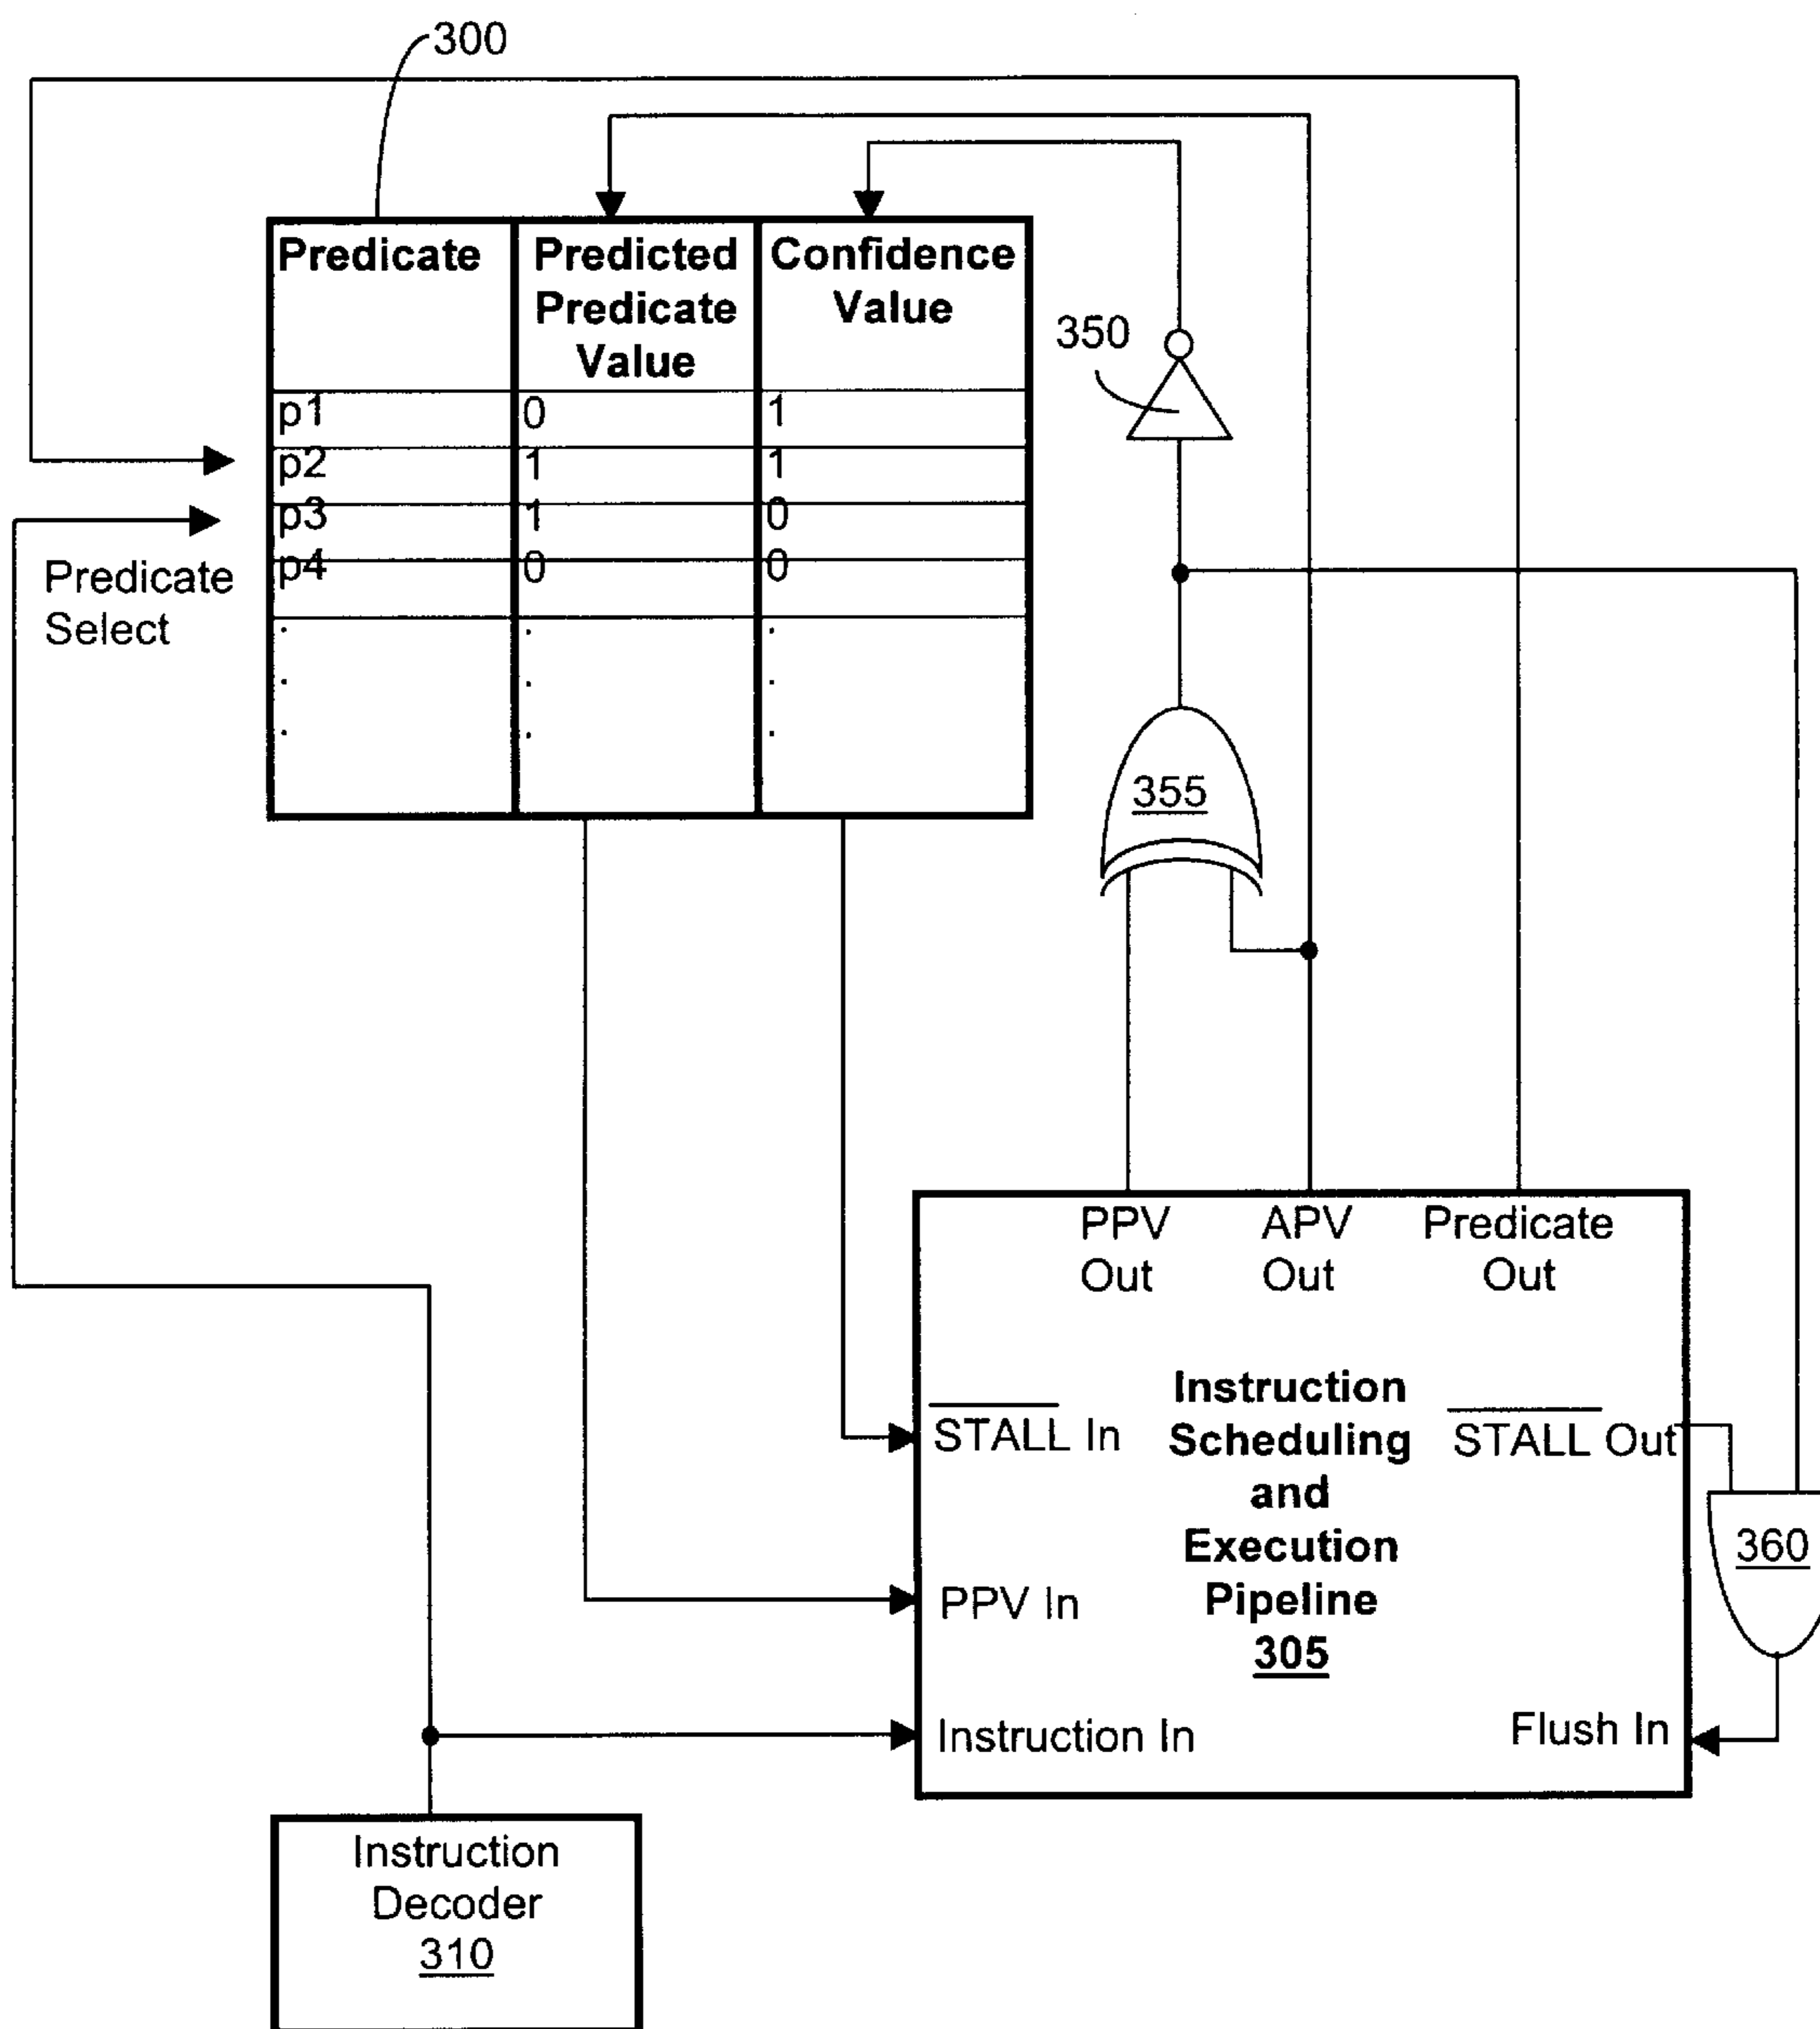 300
Predicate
Predicted
Predicate
Value
Confidence
Value
350
p1 0 1
p2 1 1
p3 1 0
p4 0 0
. . .
. . .
. . .
Predicate
Select
355
PPV
Out
APV
Out
Predicate
Out
STALL In
Instruction
Scheduling
and
Execution
Pipeline
305
STALL Out
360
PPV In
Instruction In
Flush In
Instruction
Decoder
310